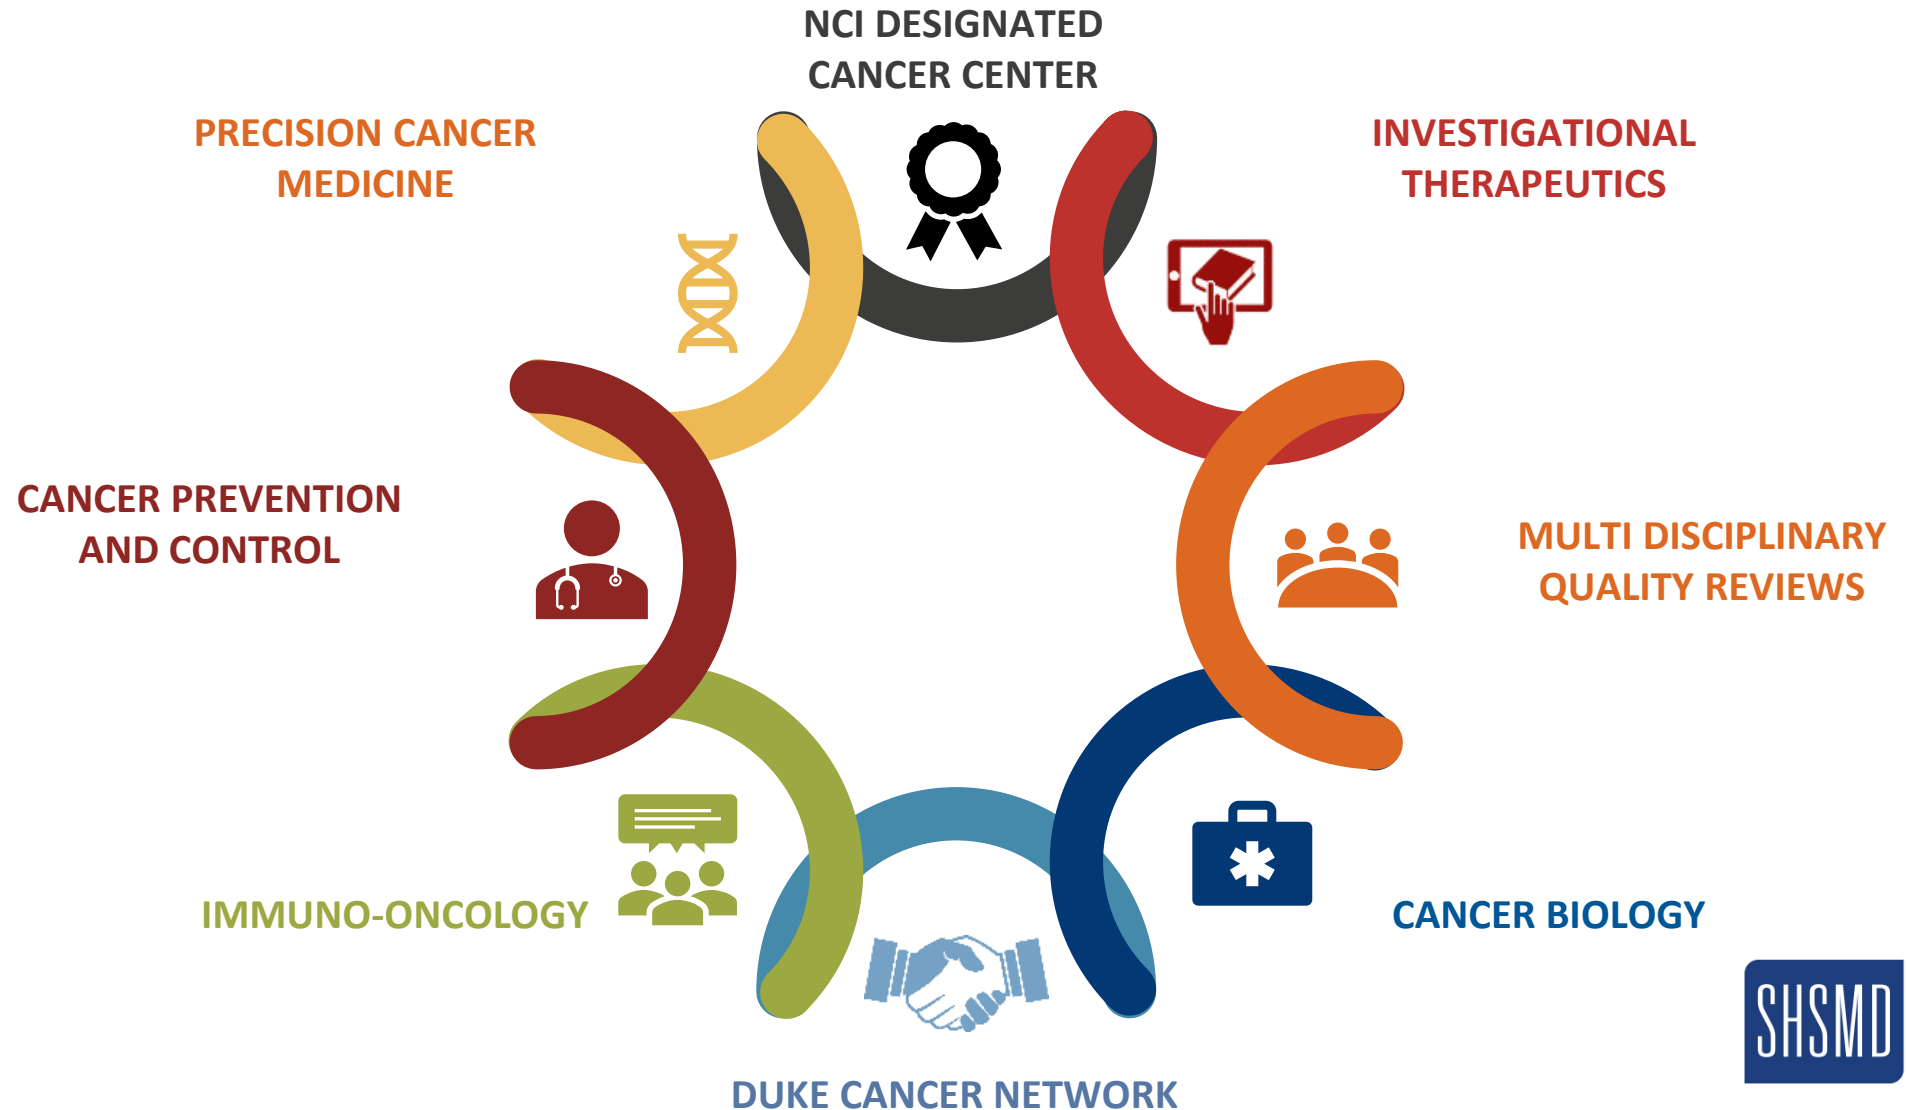 NCI DESIGNATED
CANCER CENTER
PRECISION CANCER
MEDICINE
INVESTIGATIONAL
THERAPEUTICS
CANCER PREVENTION
AND CONTROL
MULTI DISCIPLINARY
QUALITY REVIEWS
IMMUNO-ONCOLOGY
CANCER BIOLOGY
DUKE CANCER NETWORK
SHSMD